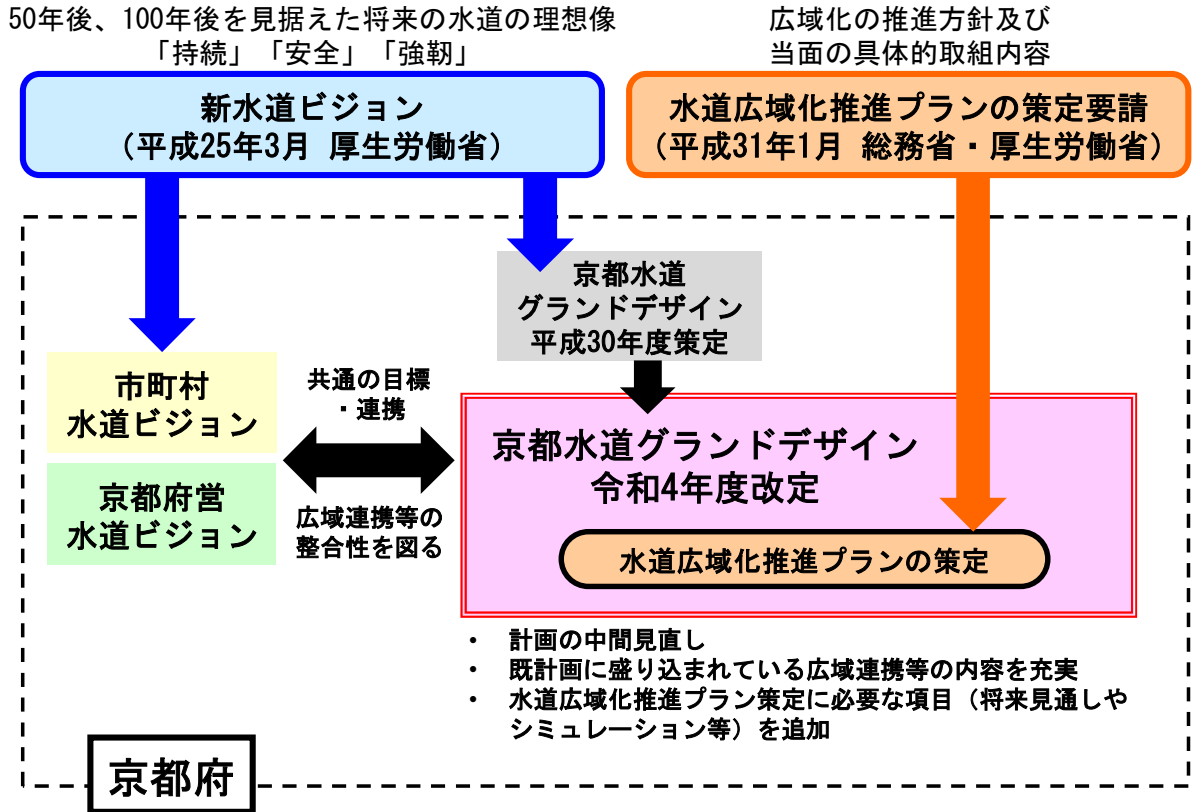 50年後、100年後を見据えた将来の水道の理想像
「持続」「安全」「強靭」
広域化の推進方針及び
当面の具体的取組内容
新水道ビジョン
（平成25年3月 厚生労働省）
水道広域化推進プランの策定要請
（平成31年1月 総務省・厚生労働省）
京都水道
グランドデザイン
平成30年度策定
市町村
水道ビジョン
京都府営
水道ビジョン
共通の目標
・連携
広域連携等の
整合性を図る
京都水道グランドデザイン
令和4年度改定
水道広域化推進プランの策定
・ 計画の中間見直し
・ 既計画に盛り込まれている広域連携等の内容を充実
・ 水道広域化推進プラン策定に必要な項目（将来見通しや
シミュレーション等）を追加
京都府